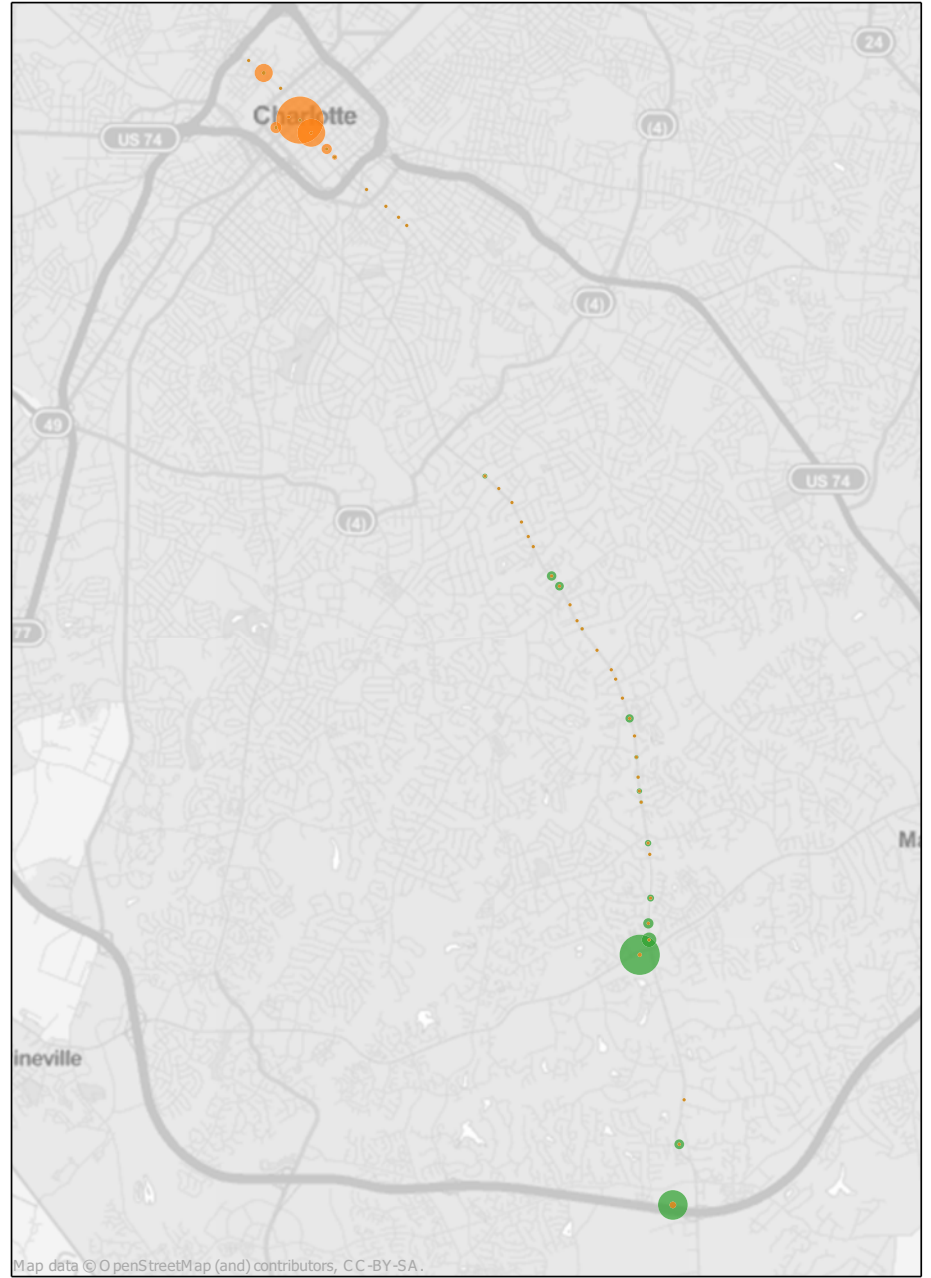 24
(4)
Charlotte
US 74
(4)
49
US 74
(4)
77
Ma
ineville
Map data © OpenStreetMap (and) contributors, CC-BY-SA.